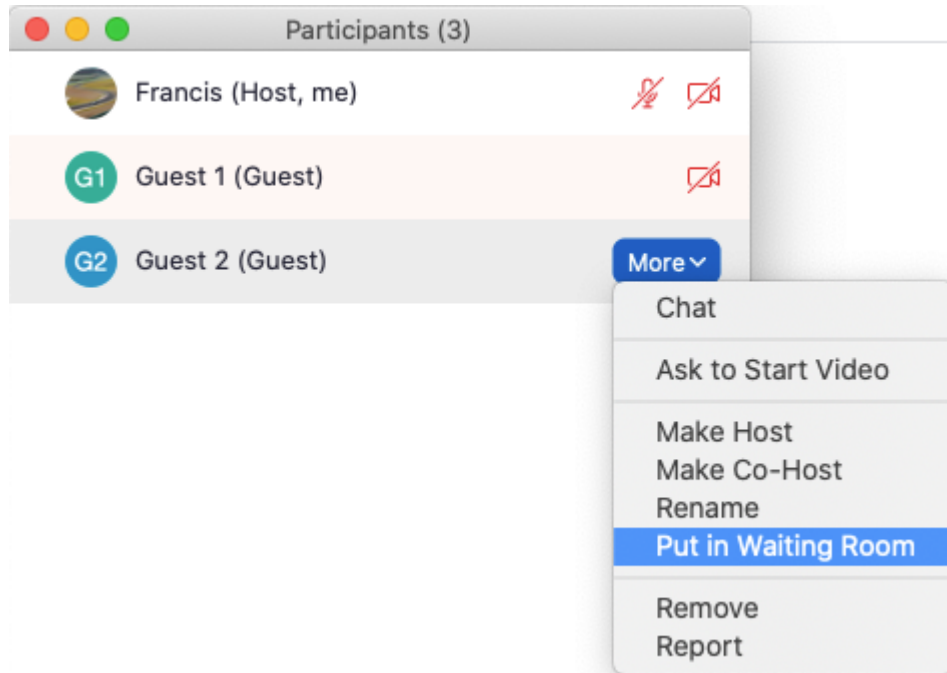 Participants (3)
Francis (Host, me)
G1 Guest 1 (Guest)
G2 Guest 2 (Guest) More
Chat
Ask to Start Video
Make Host
Make Co-Host
Rename
Put in Waiting Room
Remove
Report